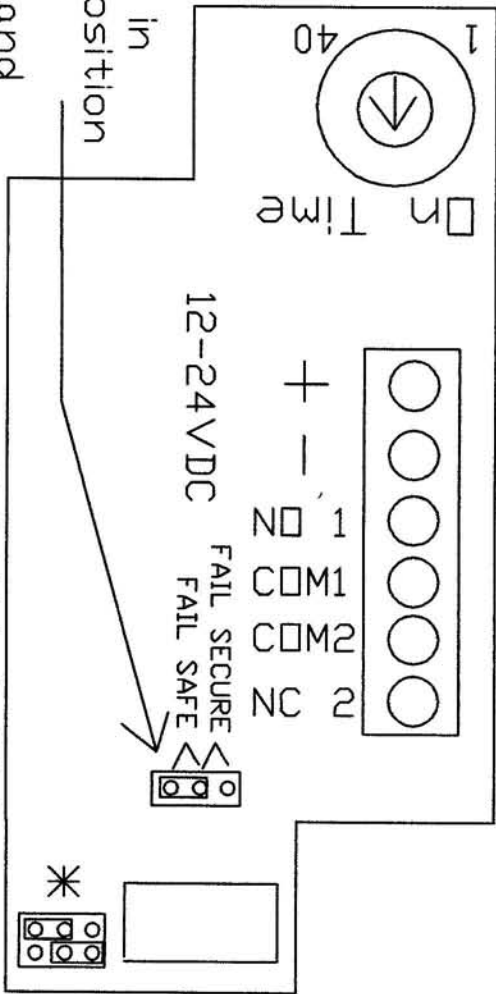 in
osition
and
1
40
On Time
12-24VDC
+
-
NO 1
COM1
COM2
NC 2
FAIL SECURE
FAIL SAFE
*